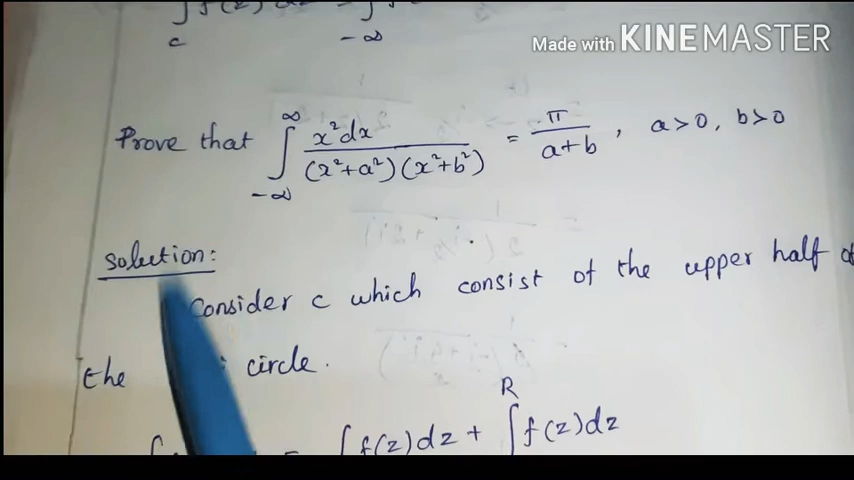 ∫ f(z) dz = ∫
c -∞
Made with KINEMASTER
Prove that ∫_{-∞}^{∞} x²dx / (x²+a²)(x²+b²) = π / a+b , a>0, b>0
solution:
Consider c which consist of the upper half
the circle.
= ∫f(z)dz + ∫^R f(z)dz